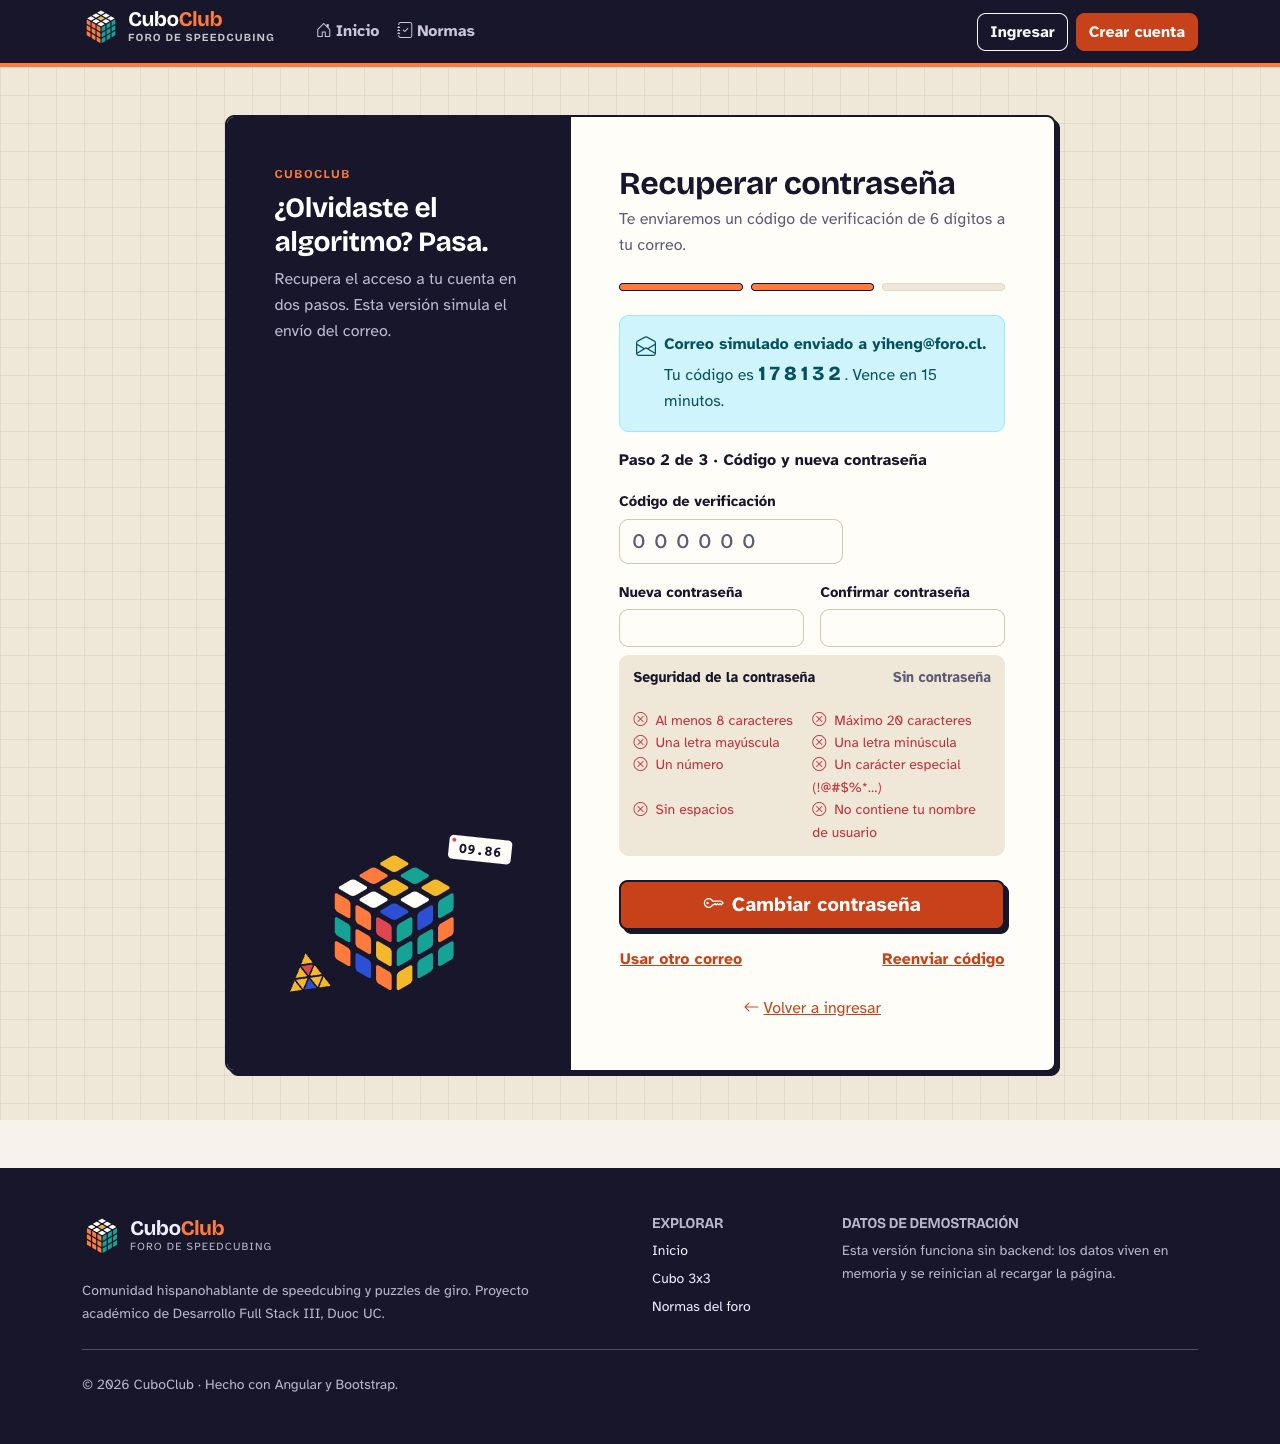 CuboClub
FORO DE SPEEDCUBING
Inicio
Normas
Ingresar
Crear cuenta
CUBOCLUB
¿Olvidaste el
algoritmo? Pasa.
Recupera el acceso a tu cuenta en
dos pasos. Esta versión simula el
envío del correo.
09.86
Recuperar contraseña
Te enviaremos un código de verificación de 6 dígitos a
tu correo.
Correo simulado enviado a yiheng@foro.cl.
Tu código es 178132. Vence en 15
minutos.
Paso 2 de 3 · Código y nueva contraseña
Código de verificación
000000
Nueva contraseña
Confirmar contraseña
Seguridad de la contraseña
Sin contraseña
Al menos 8 caracteres
Máximo 20 caracteres
Una letra mayúscula
Una letra minúscula
Un número
Un carácter especial
(!@#$%*…)
Sin espacios
No contiene tu nombre
de usuario
Cambiar contraseña
Usar otro correo
Reenviar código
← Volver a ingresar
CuboClub
FORO DE SPEEDCUBING
Comunidad hispanohablante de speedcubing y puzzles de giro. Proyecto
académico de Desarrollo Full Stack III, Duoc UC.
EXPLORAR
Inicio
Cubo 3x3
Normas del foro
DATOS DE DEMOSTRACIÓN
Esta versión funciona sin backend: los datos viven en
memoria y se reinician al recargar la página.
© 2026 CuboClub · Hecho con Angular y Bootstrap.